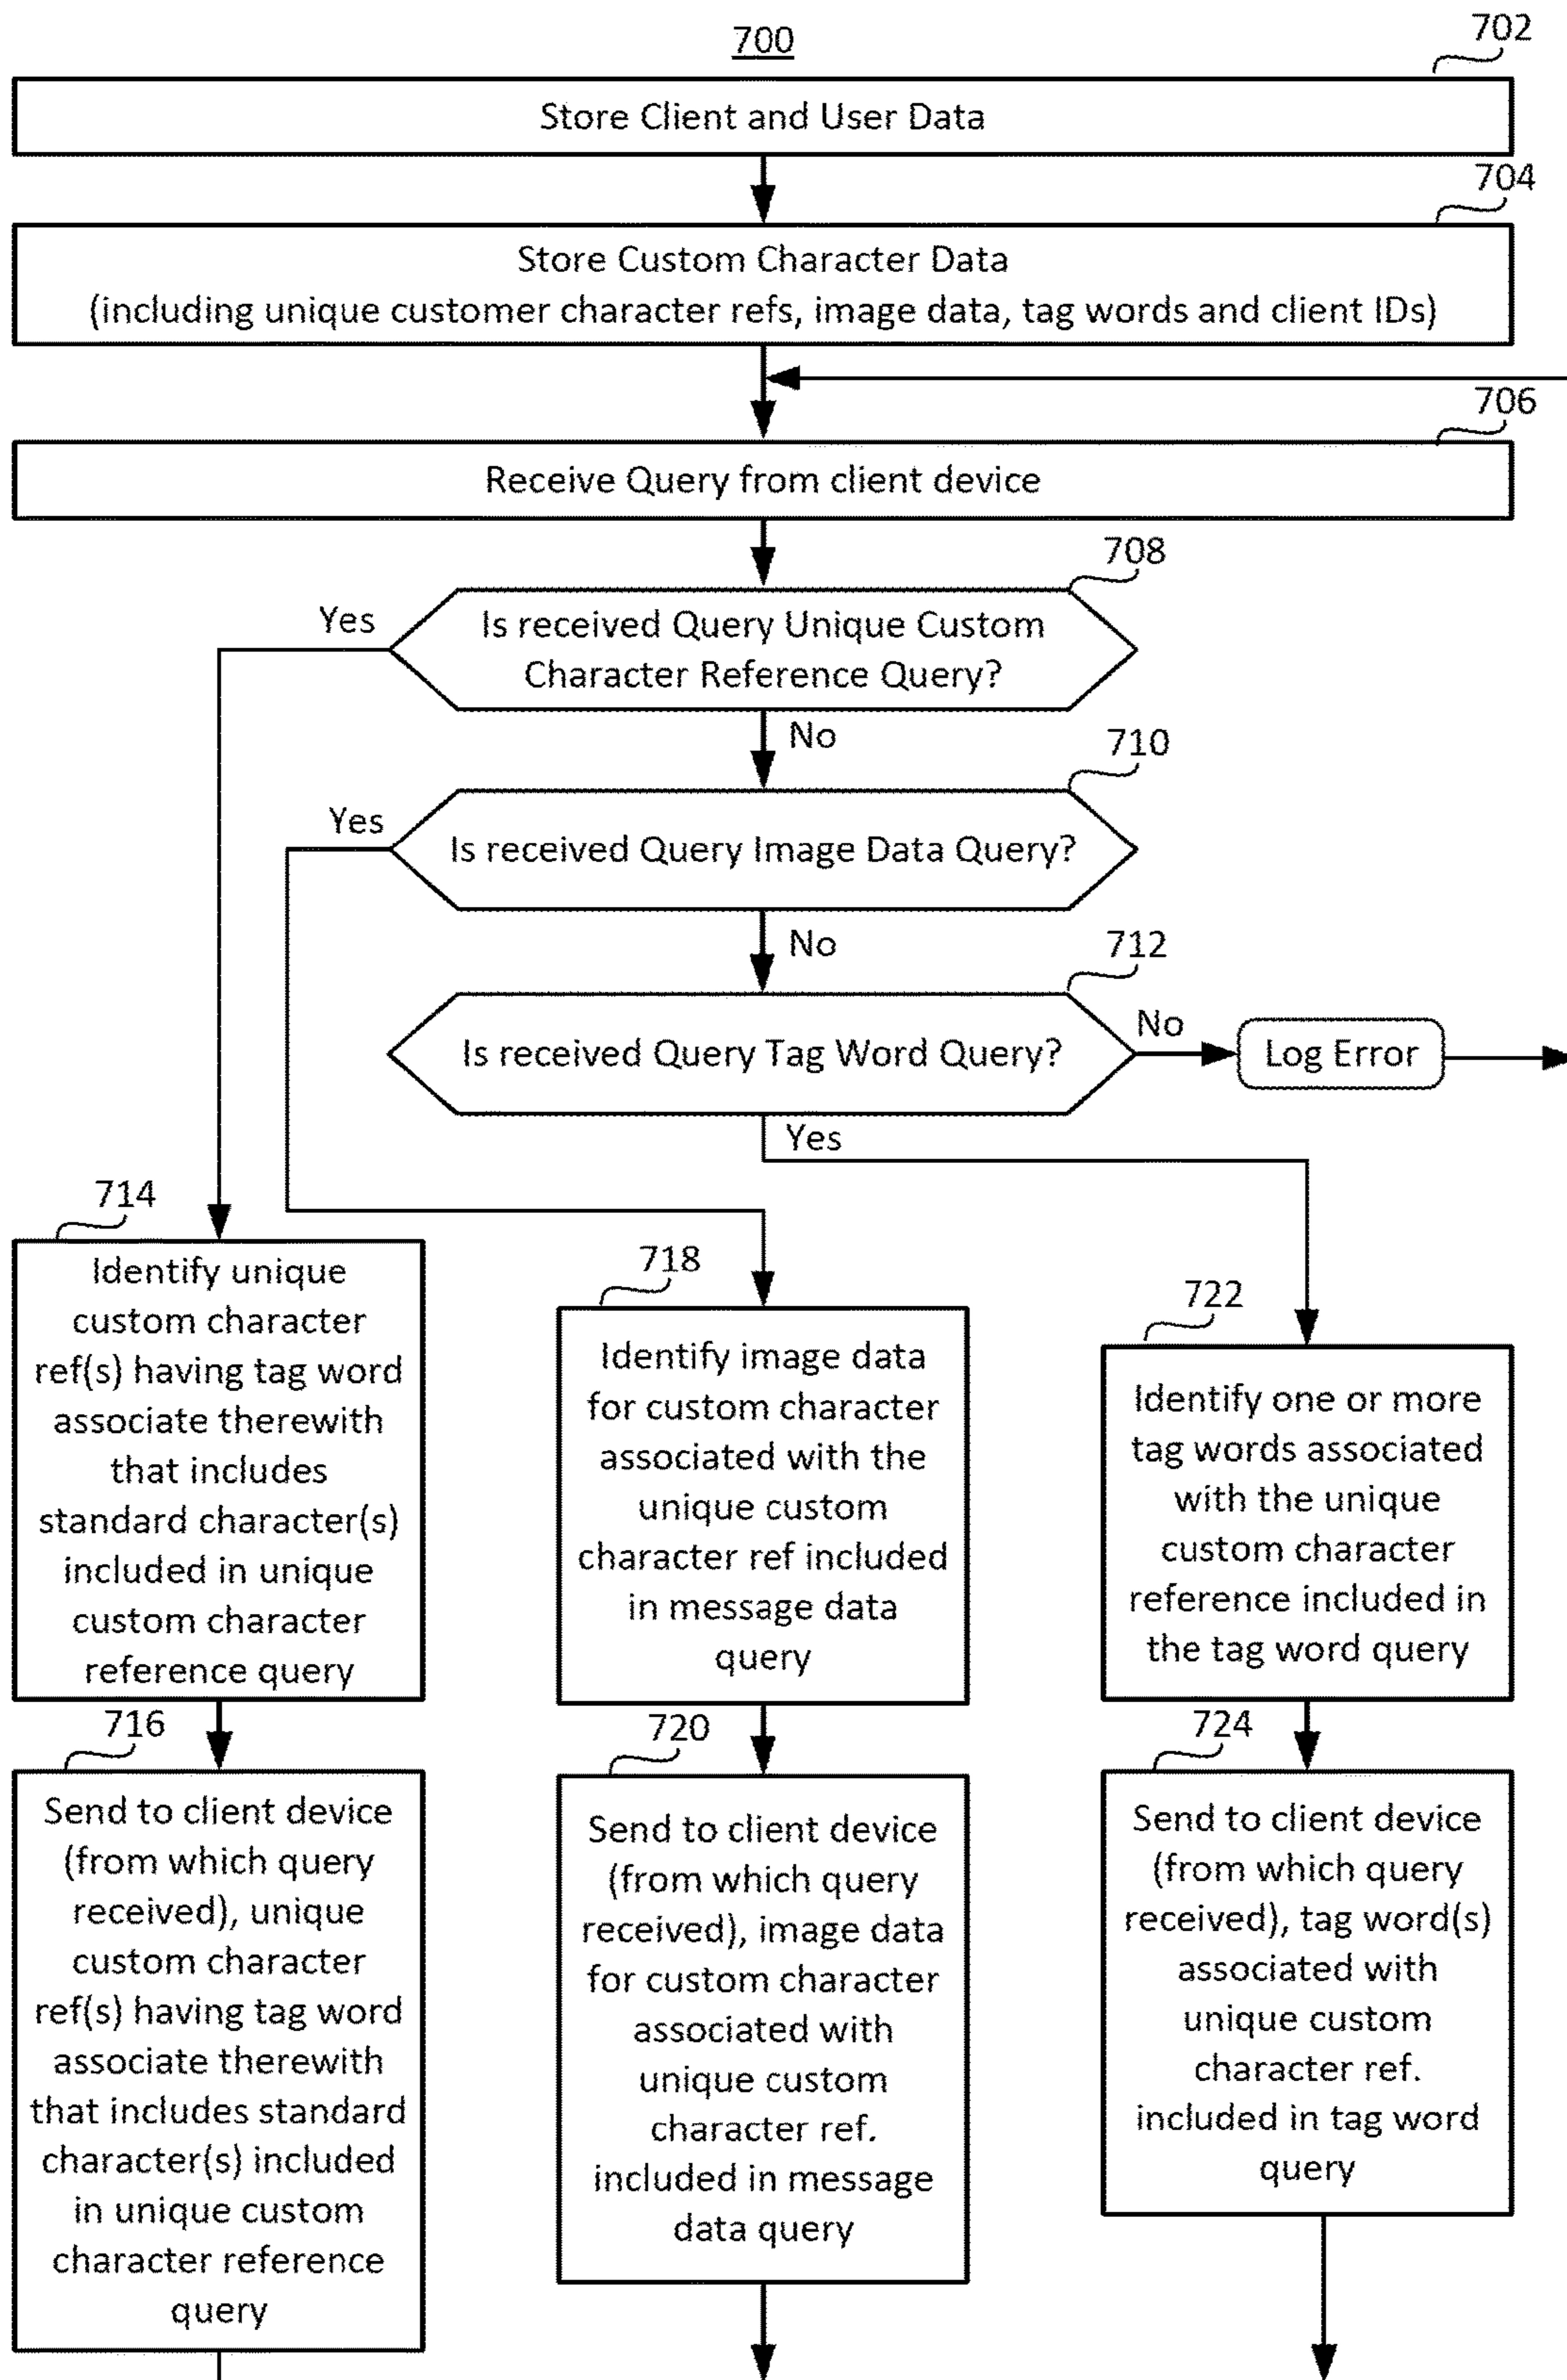 700
702
Store Client and User Data
704
Store Custom Character Data
(including unique customer character refs, image data, tag words and client IDs)
706
Receive Query from client device
708
Yes
Is received Query Unique Custom
Character Reference Query?
No
710
Yes
Is received Query Image Data Query?
No
712
Is received Query Tag Word Query?
No
Log Error
Yes
714
Identify unique
custom character
ref(s) having tag word
associate therewith
that includes
standard character(s)
included in unique
custom character
reference query
718
Identify image data
for custom character
associated with the
unique custom
character ref included
in message data
query
722
Identify one or more
tag words associated
with the unique
custom character
reference included in
the tag word query
716
Send to client device
(from which query
received), unique
custom character
ref(s) having tag word
associate therewith
that includes standard
character(s) included
in unique custom
character reference
query
720
Send to client device
(from which query
received), image data
for custom character
associated with
unique custom
character ref.
included in message
data query
724
Send to client device
(from which query
received), tag word(s)
associated with
unique custom
character ref.
included in tag word
query